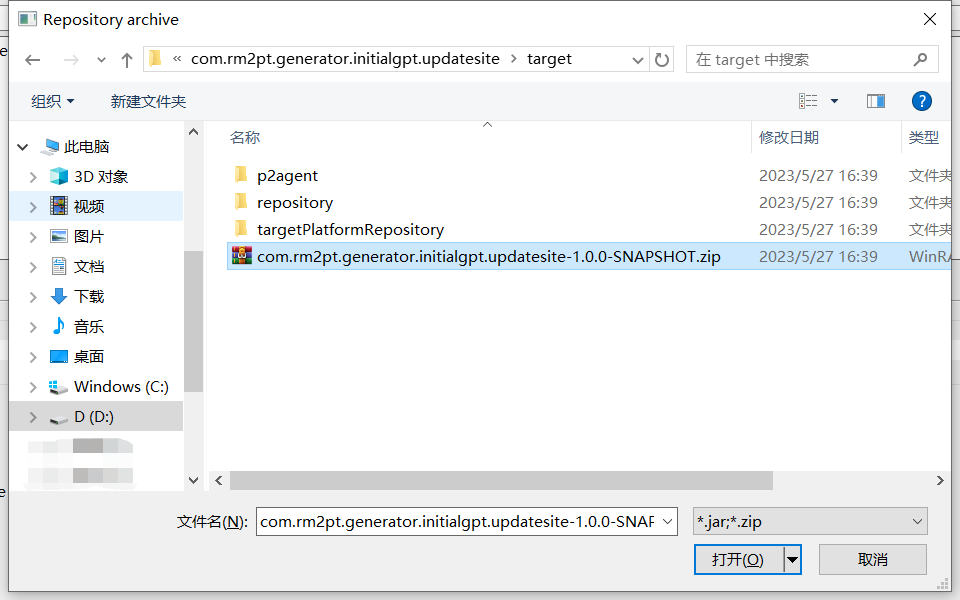 Repository archive
« com.rm2pt.generator.initialgpt.updatesite > target
在 target 中搜索
组织
新建文件夹
名称
修改日期
类型
此电脑
3D 对象
视频
图片
文档
下载
音乐
桌面
Windows (C:)
D (D:)
p2agent 2023/5/27 16:39 文件夹
repository 2023/5/27 16:39 文件夹
targetPlatformRepository 2023/5/27 16:39 文件夹
com.rm2pt.generator.initialgpt.updatesite-1.0.0-SNAPSHOT.zip 2023/5/27 16:39 WinRA
文件名(N): com.rm2pt.generator.initialgpt.updatesite-1.0.0-SNAP
*.jar;*.zip
打开(O)
取消